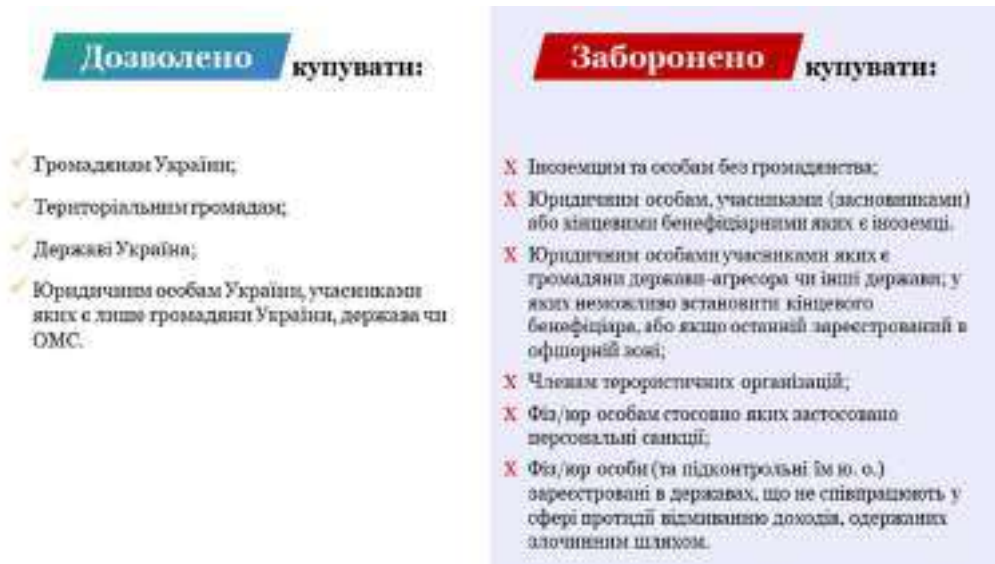 Дозволено купувати:
Громадянам України;
Територіальним громадам;
Державі Україна;
Юридичним особам України, учасниками
яких є лише громадяни України, держава чи
ОМС.
Заборонено купувати:
X Іноземцям та особам без громадянства;
X Юридичним особам, учасниками (засновниками)
або кінцевими бенефіціарними яких є іноземці.
X Юридичним особами учасниками яких є
громадяни держави-агресора чи інші держави; у
яких неможливо встановити кінцевого
бенефіціара, або якщо останній зареєстрований в
офшорній зоні;
X Членам терористичних організацій;
X Фіз/юр особам стосовно яких застосовано
персональні санкції;
X Фіз/юр особи (та підконтрольні їм ю. о.)
зареєстровані в державах, що не співпрацюють у
сфері протидії відмиванню доходів, одержаних
злочинним шляхом.